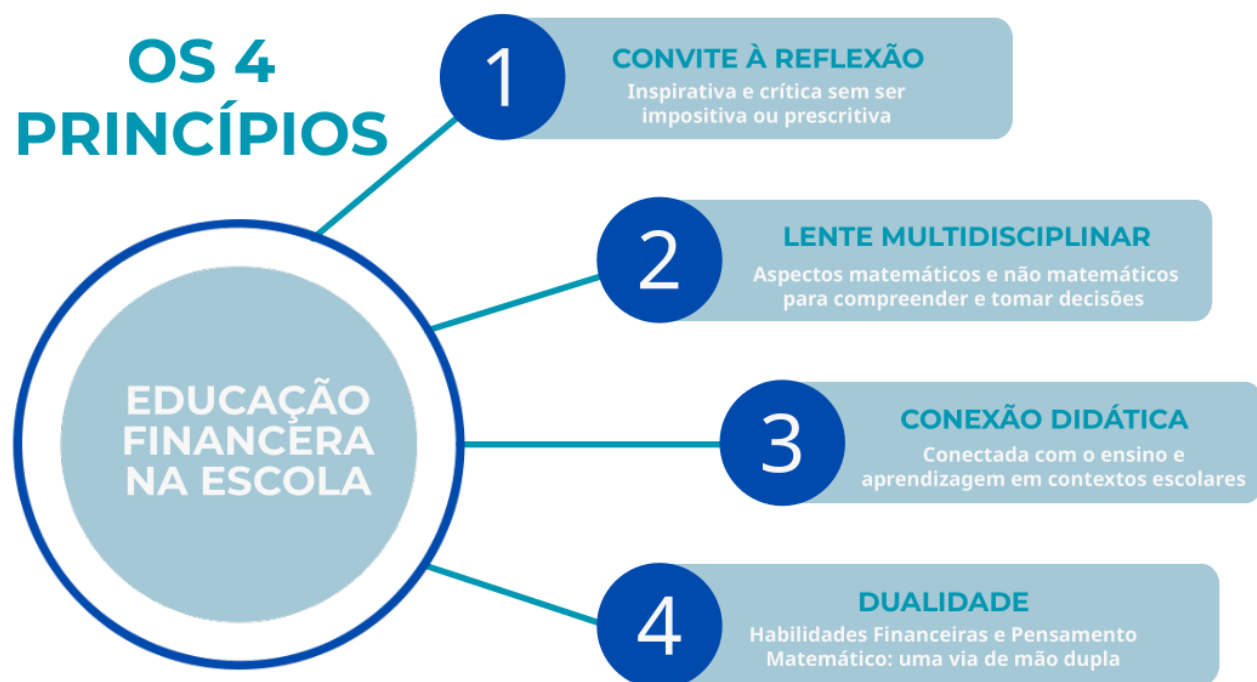 OS 4
PRINCÍPIOS
1
CONVITE À REFLEXÃO
Inspirativa e crítica sem ser
impositiva ou prescritiva
2
LENTE MULTIDISCIPLINAR
Aspectos matemáticos e não matemáticos
para compreender e tomar decisões
EDUCAÇÃO
FINANCERA
NA ESCOLA
3
CONEXÃO DIDÁTICA
Conectada com o ensino e
aprendizagem em contextos escolares
4
DUALIDADE
Habilidades Financeiras e Pensamento
Matemático: uma via de mão dupla